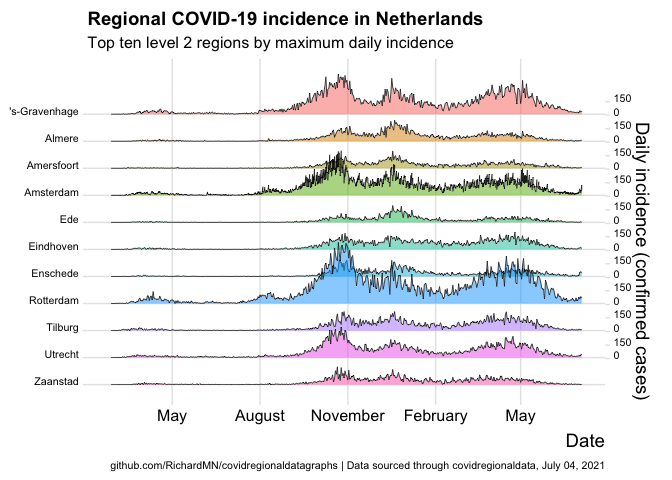 Regional COVID-19 incidence in Netherlands
Top ten level 2 regions by maximum daily incidence
's-Gravenhage
150
0
Almere
150
0
Amersfoort
150
0
Amsterdam
150
0
Ede
150
0
Eindhoven
150
0
Enschede
150
0
Rotterdam
150
0
Tilburg
150
0
Utrecht
150
0
Zaanstad
150
0
Daily incidence (confirmed cases)
May August November February May
Date
github.com/RichardMN/covidregionaldatagraphs | Data sourced through covidregionaldata, July 04, 2021